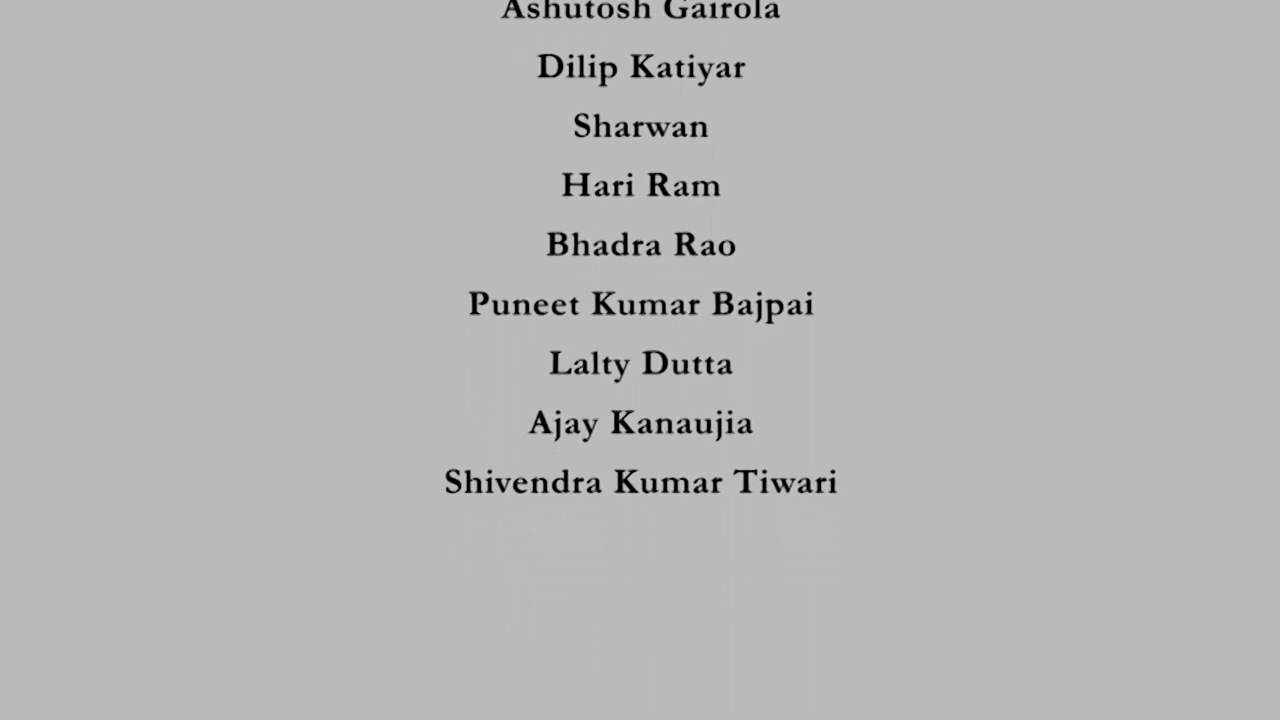 Ashutosh Gairola
Dilip Katiyar
Sharwan
Hari Ram
Bhadra Rao
Puneet Kumar Bajpai
Lalty Dutta
Ajay Kanaujia
Shivendra Kumar Tiwari